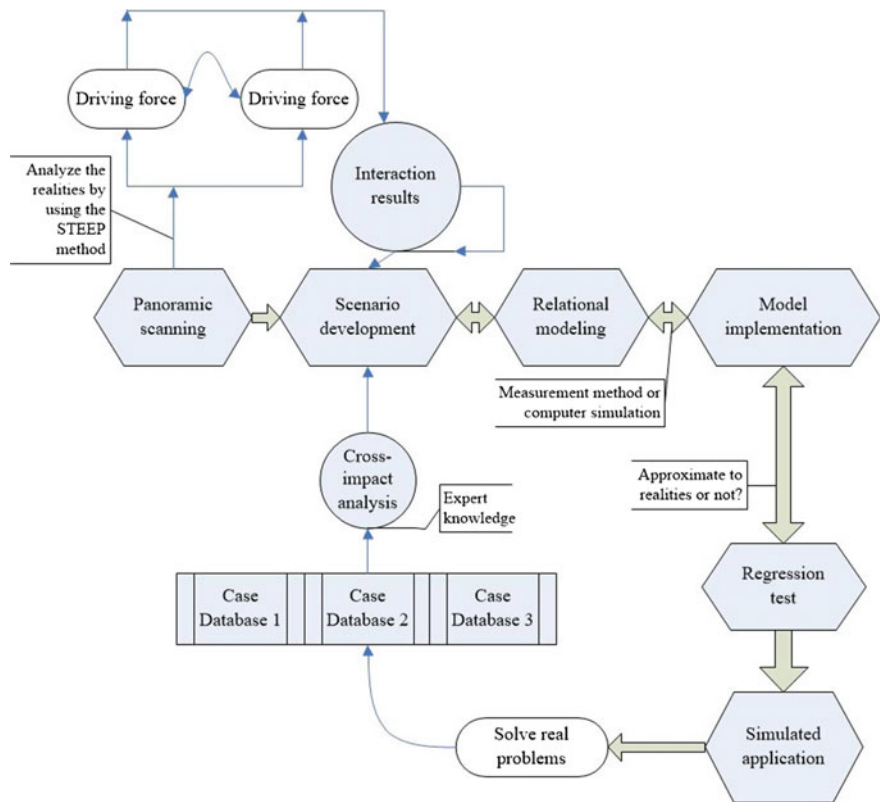 Driving force
Driving force
Analyze the
realities by
using the
STEEP
method
Interaction
results
Panoramic
scanning
Scenario
development
Relational
modeling
Model
implementation
Measurement method or
computer simulation
Cross-
impact
analysis
Expert
knowledge
Approximate to
realities or not?
Case
Database 1
Case
Database 2
Case
Database 3
Regression
test
Solve real
problems
Simulated
application